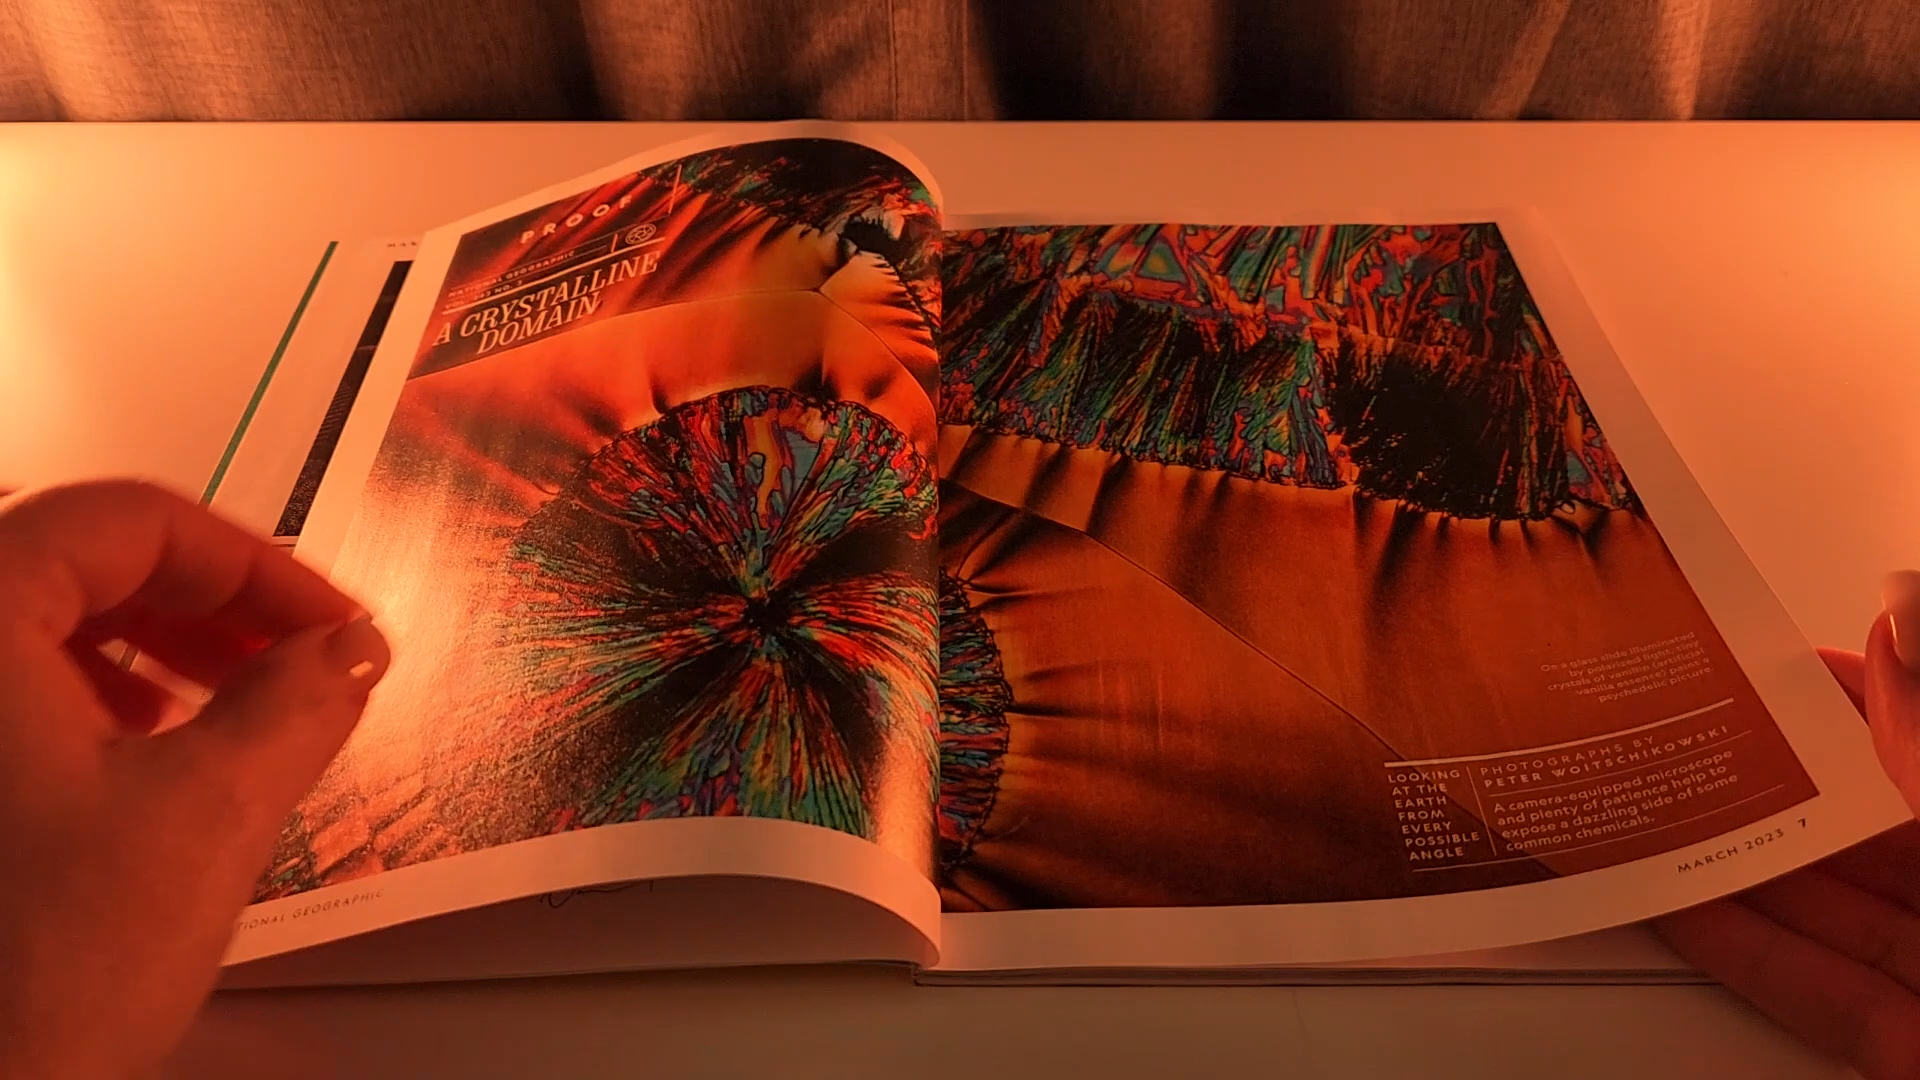 PROOF
NATIONAL GEOGRAPHIC
A CRYSTALLINE
DOMAIN
On a glass slide illuminated
by polarized light, tiny
crystals of vanillin (artificial
vanilla essence) paint a
psychedelic picture.
LOOKING
AT THE
EARTH
FROM
EVERY
POSSIBLE
ANGLE
PHOTOGRAPHS BY
PETER WOITSCHIKOWSKI
A camera-equipped microscope
and plenty of patience help to
expose a dazzling side of some
common chemicals.
GEOGRAPHIC
MARCH 2023 7